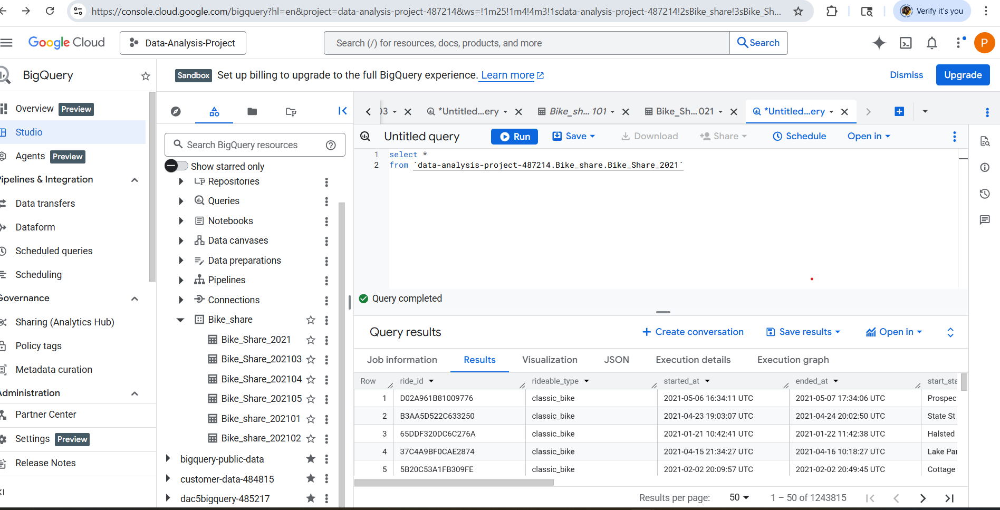 https://console.cloud.google.com/bigquery?hl=en&project=data-analysis-project-487214&ws=!1m25!1m4!4m3!1sdata-analysis-project-487214!2sBike_share!3sBike_Sh...
Verify it's you
Google Cloud
Data-Analysis-Project
Search (/) for resources, docs, products, and more
Search
P
BigQuery
Sandbox Set up billing to upgrade to the full BigQuery experience. Learn more
Dismiss
Upgrade
Overview Preview
Studio
Agents Preview
Pipelines & Integration
Data transfers
Dataform
Scheduled queries
Scheduling
Governance
Sharing (Analytics Hub)
Policy tags
Metadata curation
Administration
Partner Center
Settings Preview
Release Notes
Search BigQuery resources
Show starred only
Repositories
Queries
Notebooks
Data canvases
Data preparations
Pipelines
Connections
Bike_share
Bike_Share_2021
Bike_Share_202103
Bike_Share_202104
Bike_Share_202105
Bike_share_202101
Bike_share_202102
bigquery-public-data
customer-data-484815
dac5bigquery-485217
03
*Untitled...ery
Bike_sh...101
Bike_Sh...021
*Untitled...ery
Untitled query
Run
Save
Download
Share
Schedule
Open in
1 select *
2 from `data-analysis-project-487214.Bike_share.Bike_Share_2021`
Query completed
Query results
Create conversation
Save results
Open in
Job information Results Visualization JSON Execution details Execution graph
Row ride_id rideable_type started_at ended_at start_sta
1 D02A961B81009776 classic_bike 2021-05-06 16:34:11 UTC 2021-05-07 17:34:06 UTC Prospec
2 B3AA5D522C633250 classic_bike 2021-04-23 19:03:07 UTC 2021-04-24 20:02:50 UTC State St
3 65DDF320DC6C276A classic_bike 2021-01-21 10:42:41 UTC 2021-01-22 11:42:38 UTC Halsted
4 37C4A9BF0CAE2874 classic_bike 2021-04-15 21:34:27 UTC 2021-04-16 10:18:27 UTC Lake Par
5 5B20C53A1FB309FE classic_bike 2021-02-02 20:09:57 UTC 2021-02-02 20:49:45 UTC Cottage
Results per page: 50 1 – 50 of 1243815